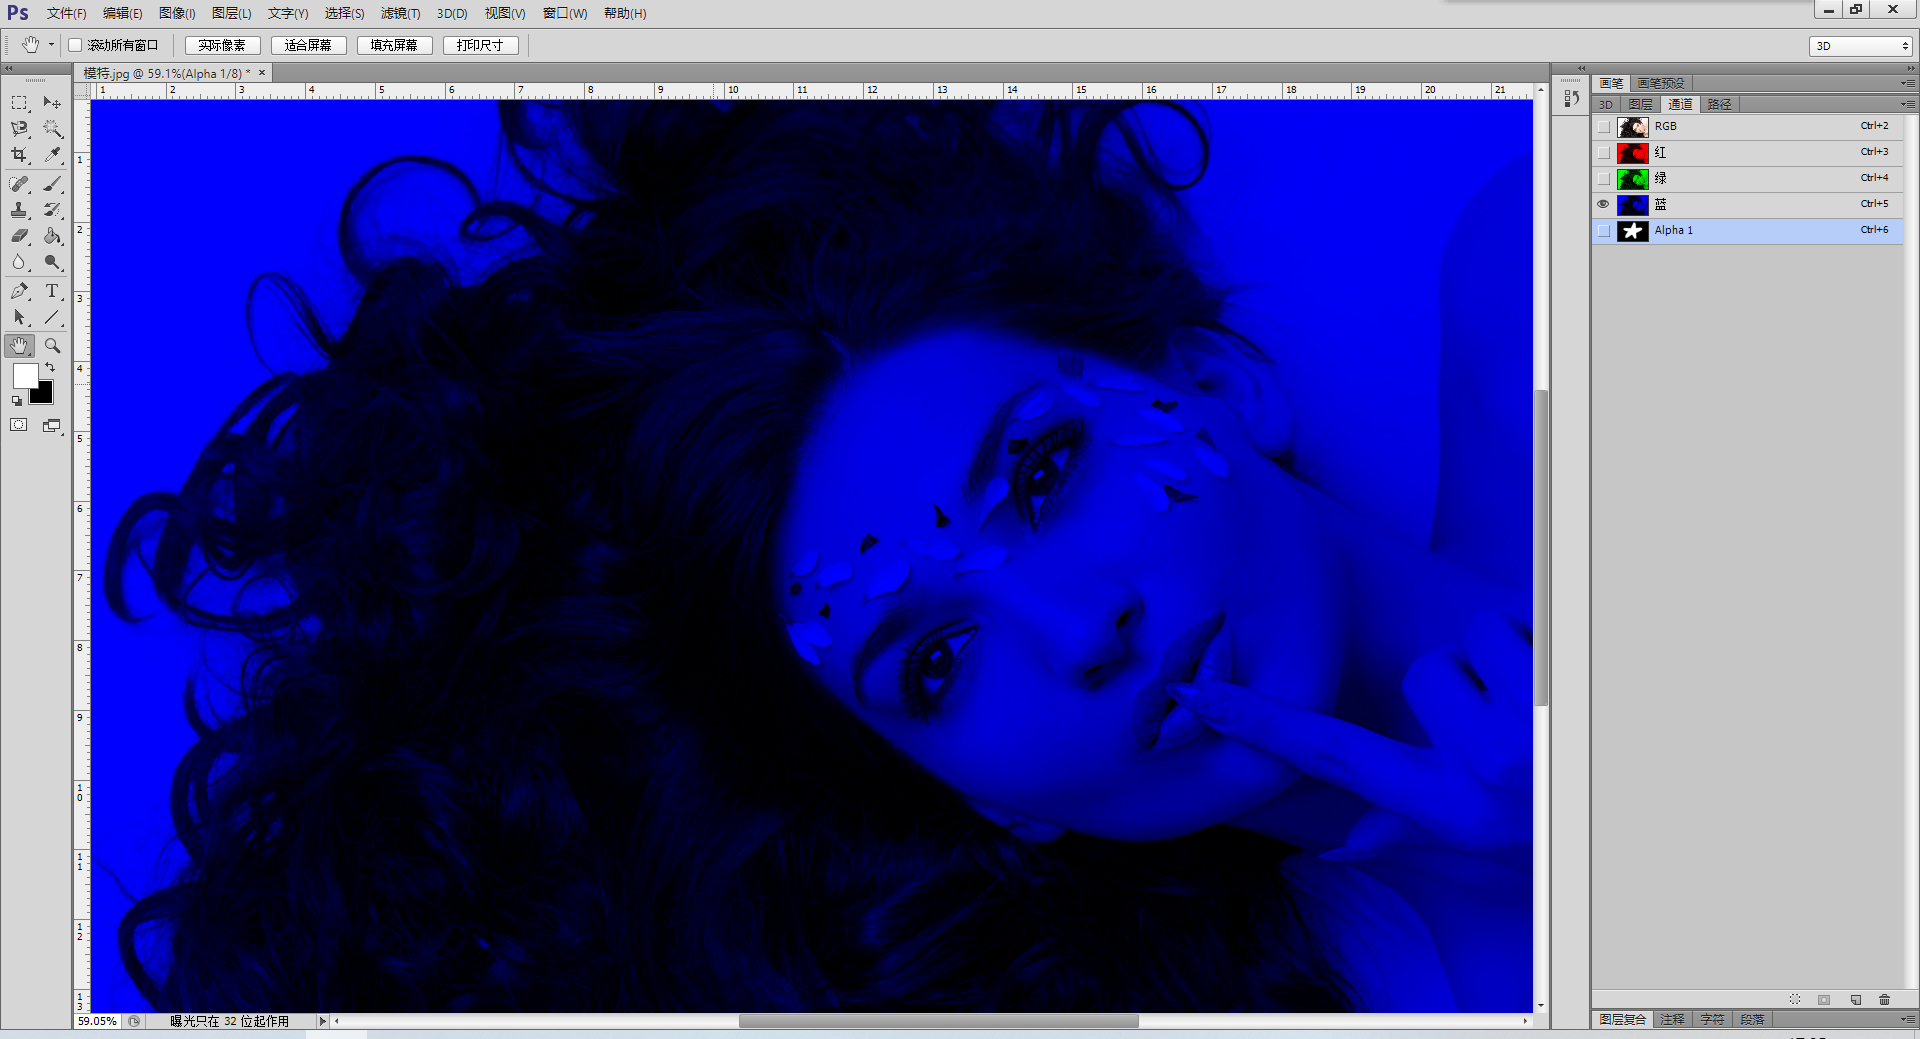 Ps 文件(F) 编辑(E) 图像(I) 图层(L) 文字(Y) 选择(S) 滤镜(T) 3D(D) 视图(V) 窗口(W) 帮助(H)
滚动所有窗口 实际像素 适合屏幕 填充屏幕 打印尺寸 3D
模特.jpg @ 59.1%(Alpha 1/8) * ×
1 2 3 4 5 6 7 8 9 10 11 12 13 14 15 16 17 18 19 20 21
1
2
3
4
5
6
7
8
9
10
11
12
13
画笔 画笔预设
3D 图层 通道 路径
RGB Ctrl+2
红 Ctrl+3
绿 Ctrl+4
蓝 Ctrl+5
Alpha 1 Ctrl+6
59.05% 曝光只在 32 位起作用
图层复合 注释 字符 段落